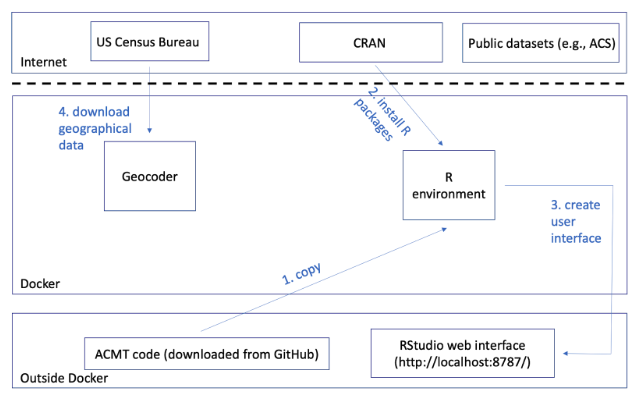 US Census Bureau
CRAN
Public datasets (e.g., ACS)
Internet
4. download
geographical
data
2. install R
packages
Geocoder
R
environment
3. create
user
interface
1. copy
Docker
ACMT code (downloaded from GitHub)
RStudio web interface
(http://localhost:8787/)
Outside Docker